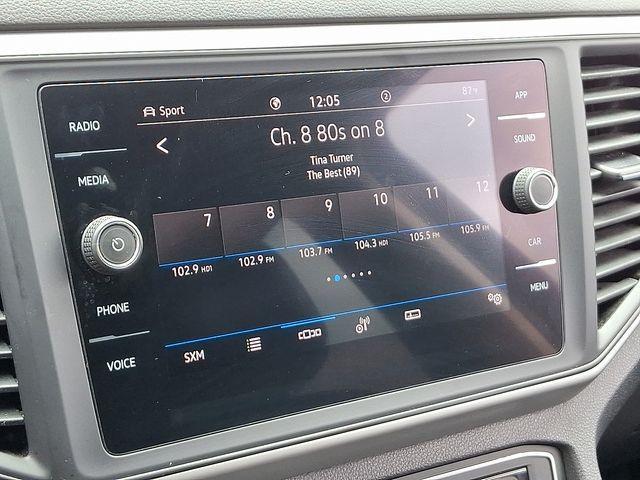 RADIO
MEDIA
PHONE
VOICE
Sport
12:05
2
87°F
Ch. 8 80s on 8
Tina Turner
The Best (89)
7 8 9 10 11 12
102.9 HD1 102.9 FM 103.7 FM 104.3 HD1 105.5 FM 105.9 FM
SXM
APP
SOUND
CAR
MENU